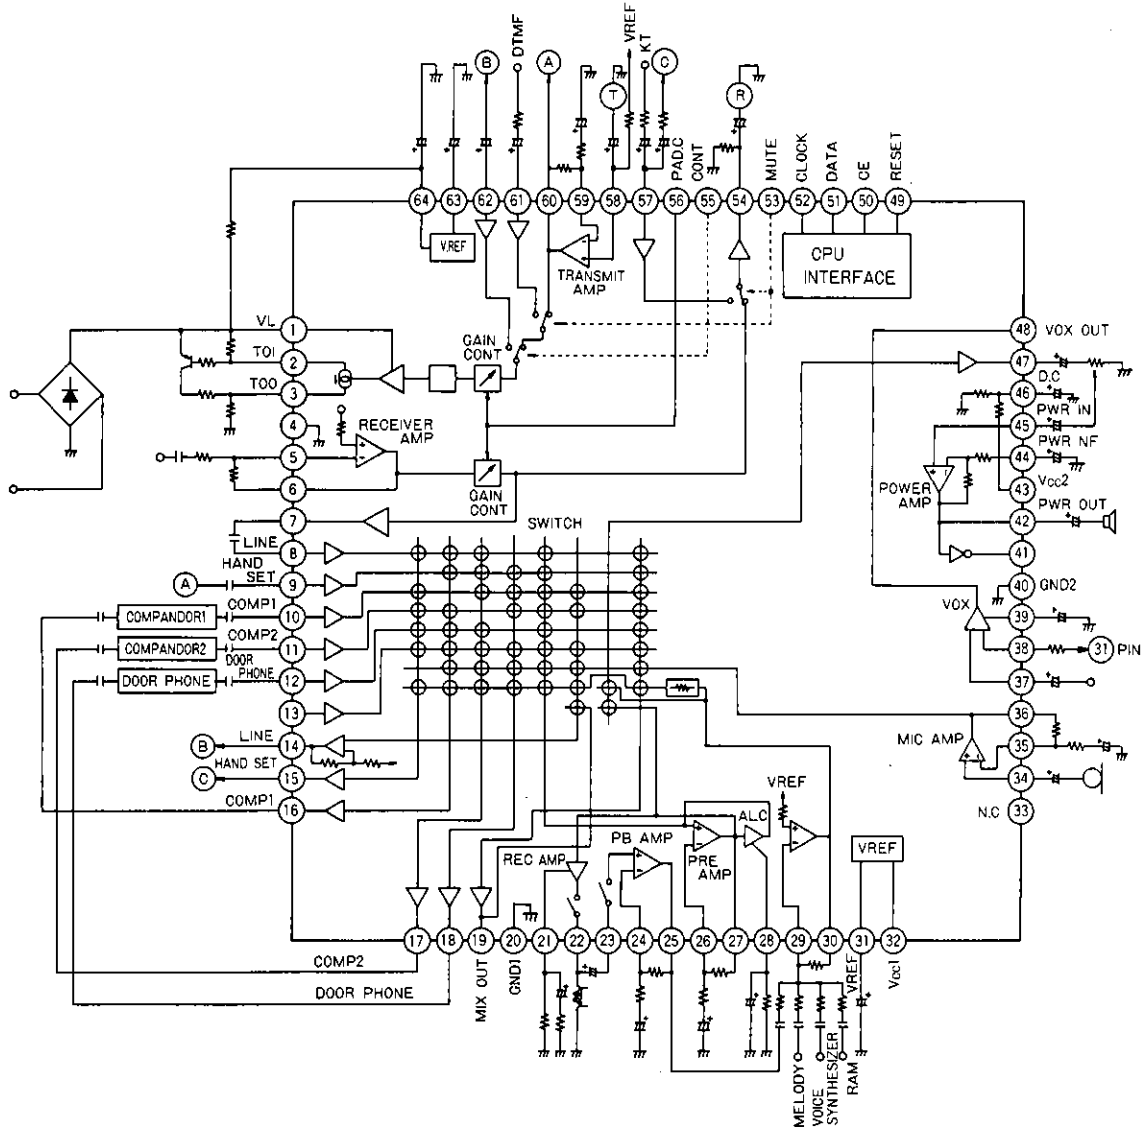 B
DTMF
A
T
VREF
KT
C
R
PAD.C
CONT
MUTE
CLOCK
DATA
CE
RESET
64
63
62
61
60
59
58
57
56
55
54
53
52
51
50
49
V.REF
TRANSMIT
AMP
CPU
INTERFACE
VL
1
TOI
2
TOO
3
4
5
6
7
LINE
8
HAND
SET
A
9
COMPANDOR1
COMP1
10
COMPANDOR2
COMP2
11
DOOR PHONE
DOOR
PHONE
12
13
B
LINE
14
C
HAND SET
15
COMP1
16
GAIN
CONT
RECEIVER
AMP
GAIN
CONT
SWITCH
48
VOX OUT
47
D.C
46
PWR IN
45
PWR NF
44
Vcc2
43
POWER
AMP
PWR OUT
42
41
40
GND2
VOX
39
38
31
PIN
37
36
MIC AMP
35
34
N.C
33
VREF
ALC
PB AMP
REC AMP
PRE
AMP
VREF
17
18
19
20
21
22
23
24
25
26
27
28
29
30
31
32
COMP2
DOOR PHONE
MIX OUT
GND1
VREF
Vcc1
MELODY
VOICE
SYNTHESIZER
RAM